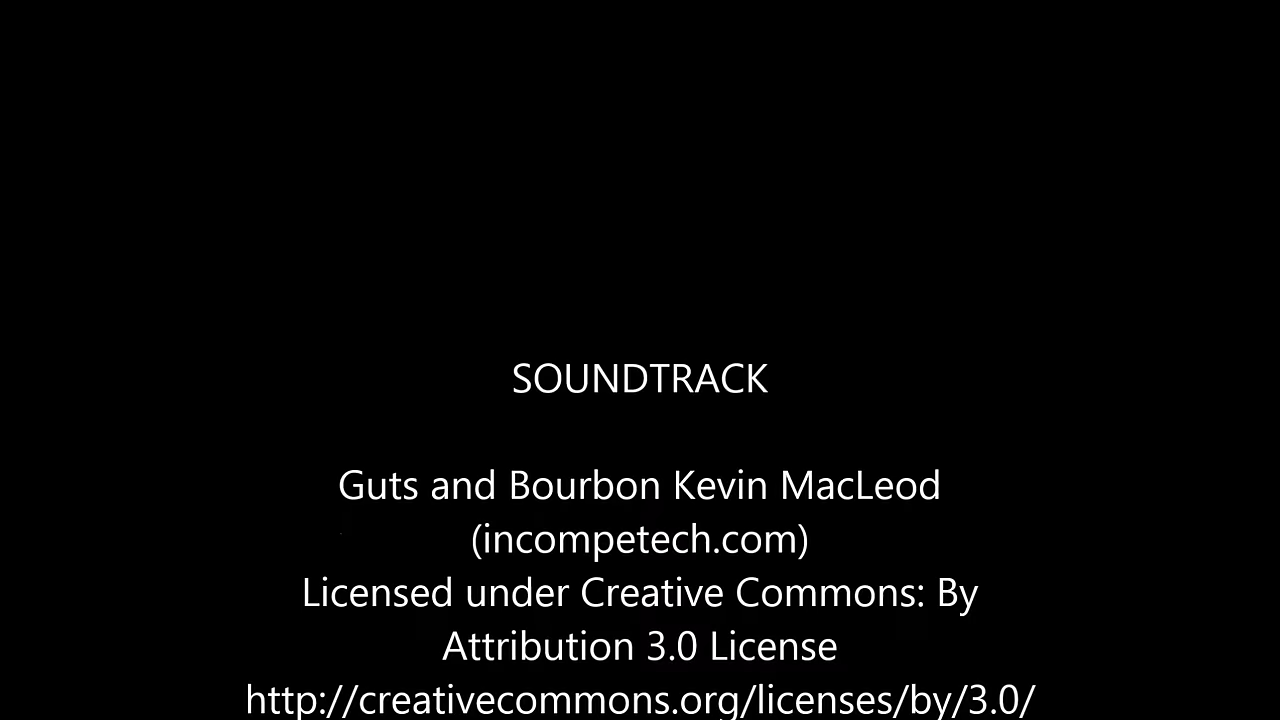 SOUNDTRACK
Guts and Bourbon Kevin MacLeod
(incompetech.com)
Licensed under Creative Commons: By
Attribution 3.0 License
http://creativecommons.org/licenses/by/3.0/